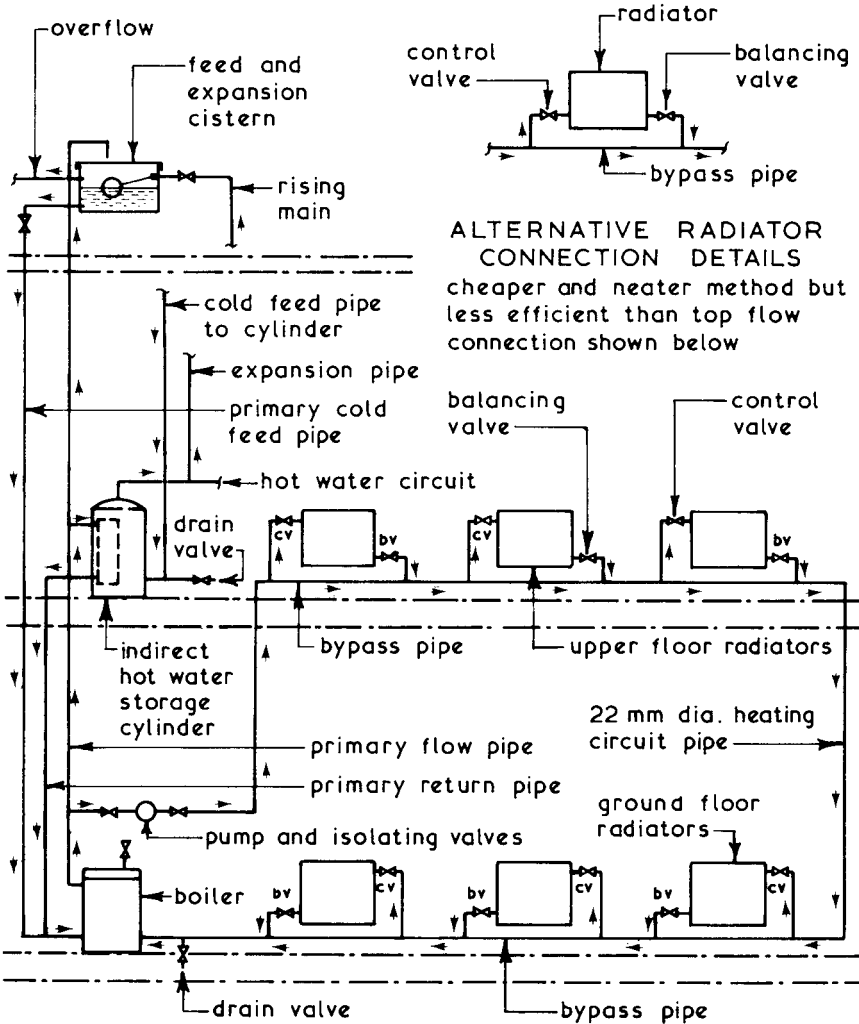 overflow
feed and
expansion
cistern
rising
main
radiator
control
valve
balancing
valve
bypass pipe
ALTERNATIVE RADIATOR
CONNECTION DETAILS
cheaper and neater method but
less efficient than top flow
connection shown below
cold feed pipe
to cylinder
expansion pipe
primary cold
feed pipe
hot water circuit
drain
valve
balancing
valve
control
valve
cv
bv
cv
bv
indirect
hot water
storage
cylinder
bypass pipe
upper floor radiators
primary flow pipe
22 mm dia. heating
circuit pipe
primary return pipe
pump and isolating valves
ground floor
radiators
boiler
bv
cv
bv
cv
bv
cv
drain valve
bypass pipe